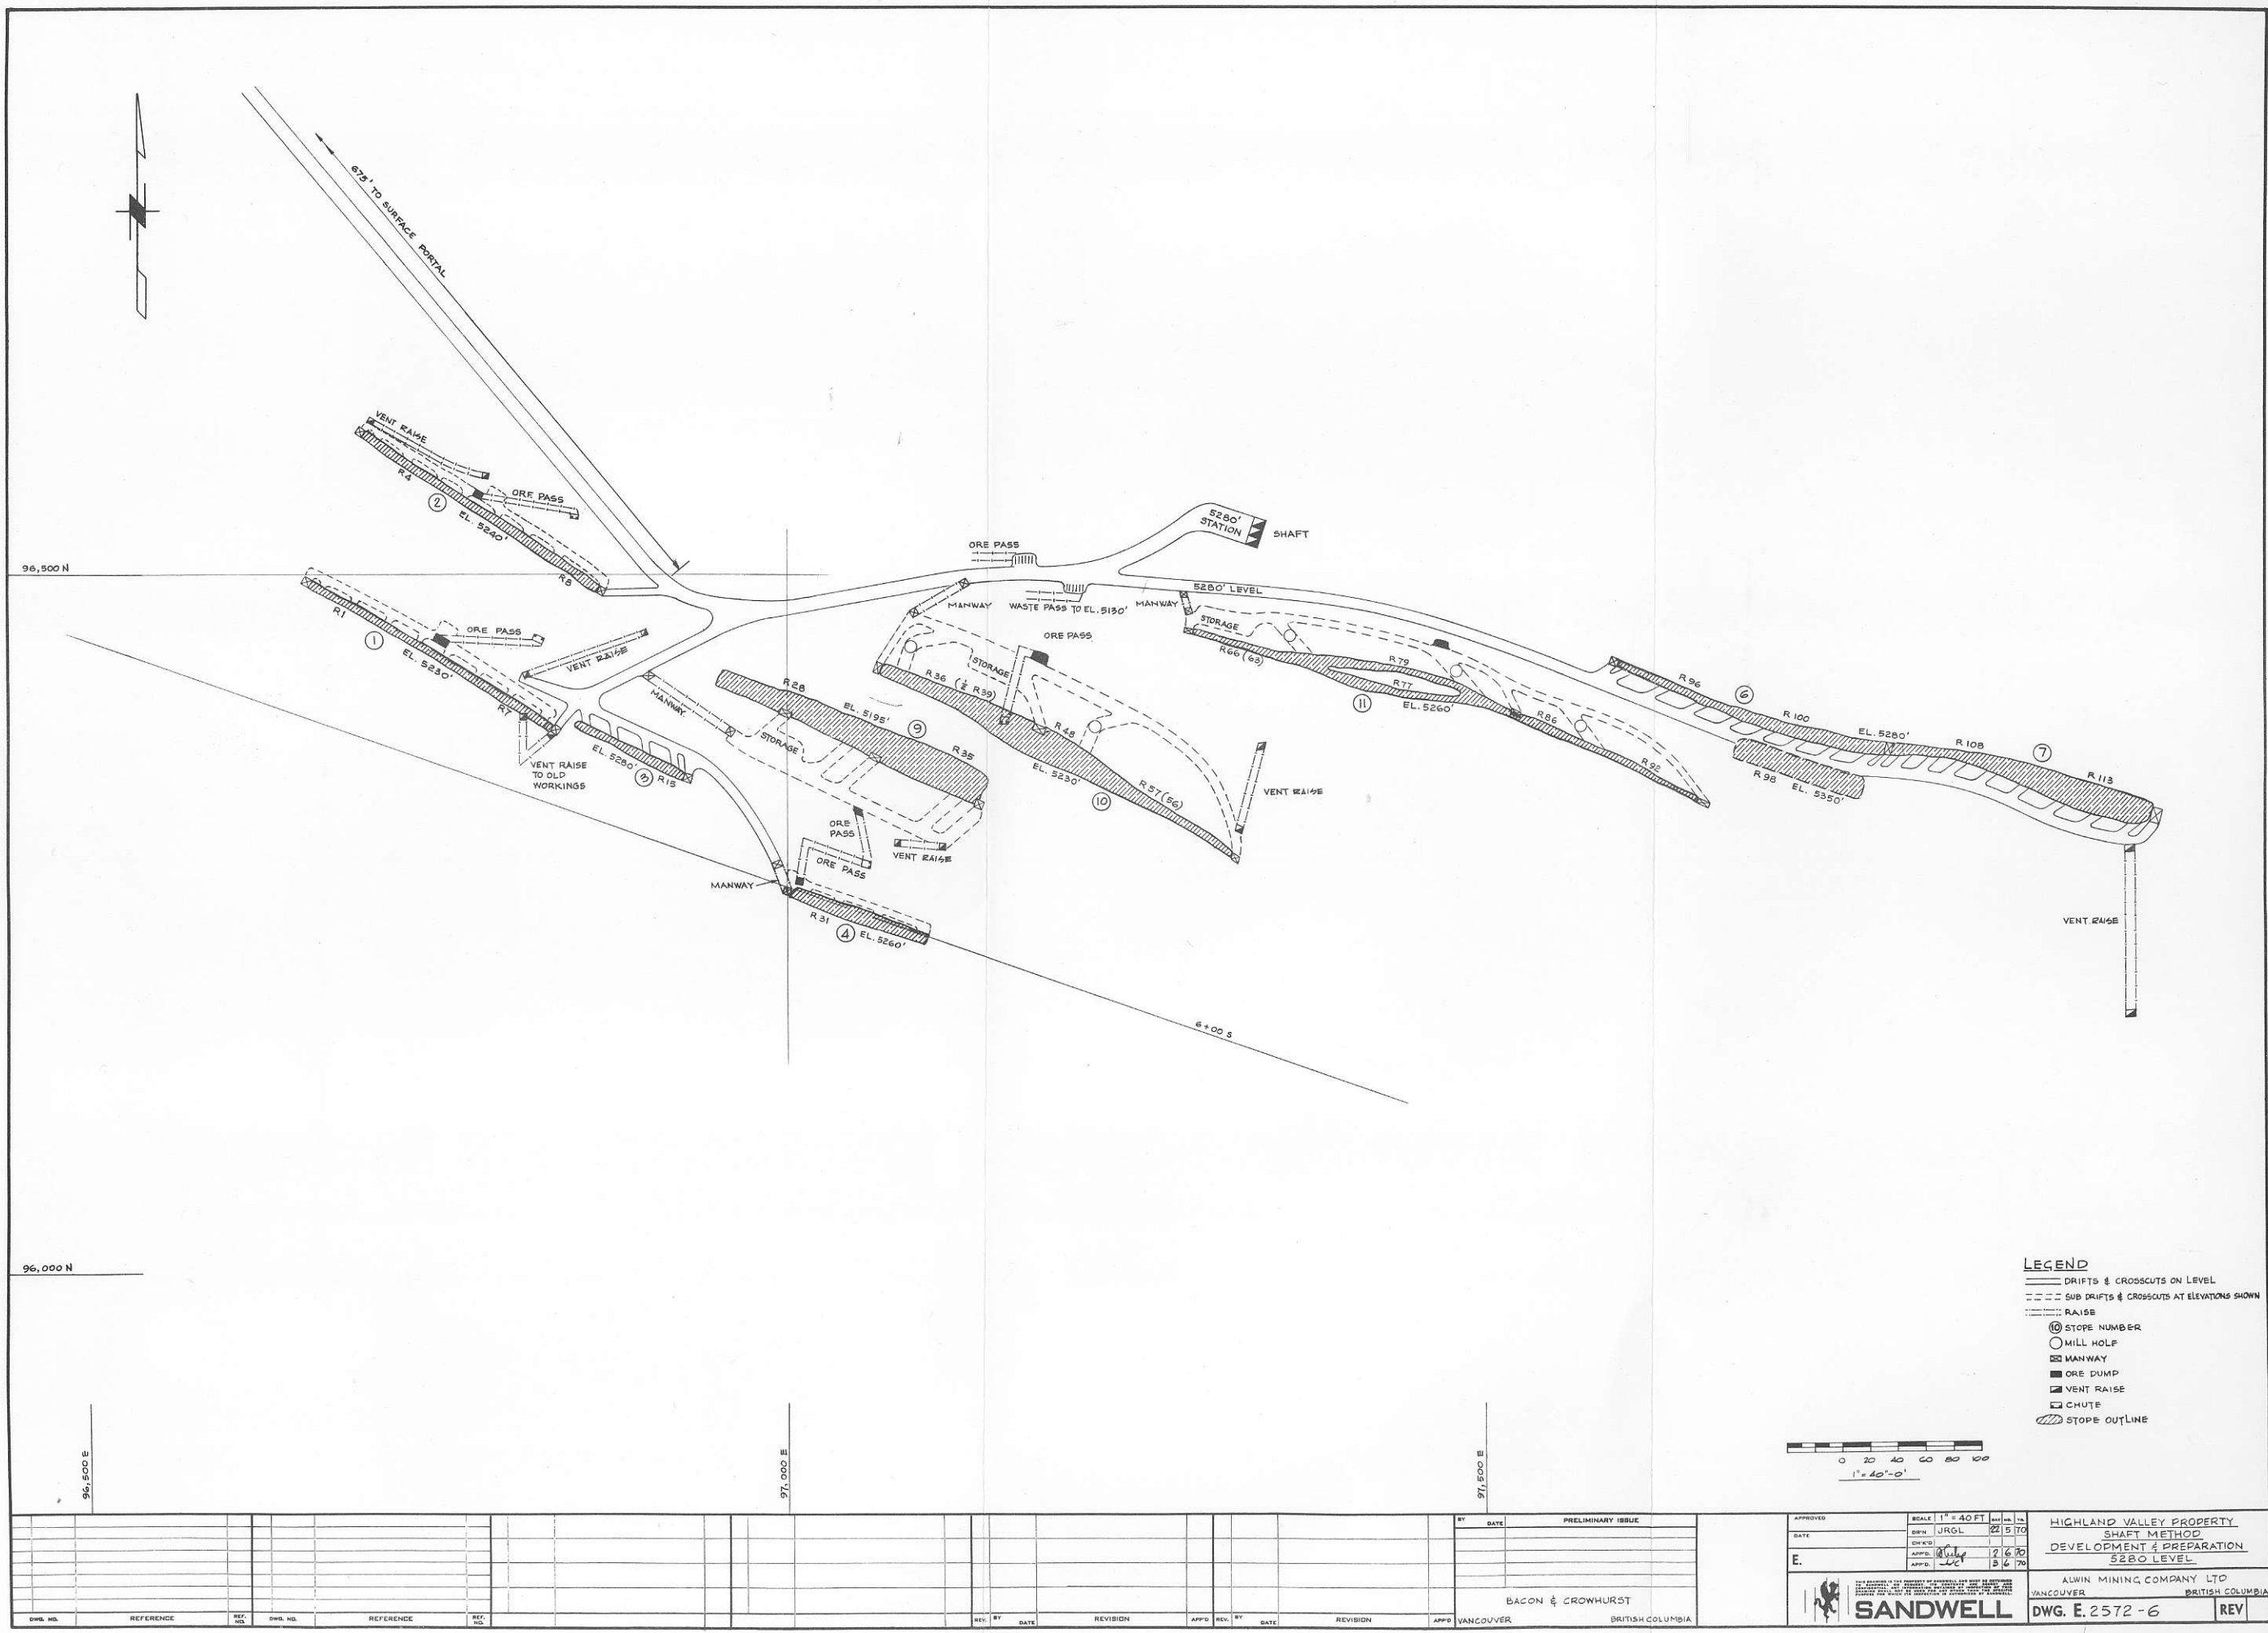 675' TO SURFACE PORTAL
VENT RAISE
R4
2
EL. 5240'
ORE PASS
R8
96,500 N
R1
1
EL. 5230'
ORE PASS
R7
VENT RAISE
VENT RAISE
TO OLD
WORKINGS
EL. 5280'
3
R15
MANWAY
STORAGE
R28
EL. 5195'
9
R35
ORE
PASS
ORE PASS
VENT RAISE
MANWAY
R31
4
EL. 5260'
ORE PASS
MANWAY
WASTE PASS TO EL. 5130'
ORE PASS
STORAGE
R36 (½ R39)
R48
EL. 5230'
10
R57 (56)
VENT RAISE
5280'
STATION
SHAFT
5280' LEVEL
MANWAY
STORAGE
R66 (63)
R79
R77
11
EL. 5260'
R86
R92
R96
6
R100
EL. 5280'
R108
7
R113
R98
EL. 5350'
VENT RAISE
6+00 S
96,000 N
96,500 E
97,000 E
97,500 E
LEGEND
DRIFTS & CROSSCUTS ON LEVEL
SUB DRIFTS & CROSSCUTS AT ELEVATIONS SHOWN
RAISE
10 STOPE NUMBER
MILL HOLE
MANWAY
ORE DUMP
VENT RAISE
CHUTE
STOPE OUTLINE
0 20 40 60 80 100
1" = 40'-0'
DWG. NO. REFERENCE REF. NO. DWG. NO. REFERENCE REF. NO.
REV. BY DATE REVISION APP'D REV. BY DATE REVISION APP'D
BY DATE PRELIMINARY ISSUE
BACON & CROWHURST
VANCOUVER BRITISH COLUMBIA
APPROVED
DATE
E.
SCALE 1" = 40 FT DAY MO. YR.
DR'N JRGL 22 5 70
CH'K'D
APP'D. 2 6 70
APP'D. 3 6 70
SANDWELL
HIGHLAND VALLEY PROPERTY
SHAFT METHOD
DEVELOPMENT & PREPARATION
5280 LEVEL
ALWIN MINING COMPANY LTD
VANCOUVER BRITISH COLUMBIA
DWG. E. 2572-6 REV